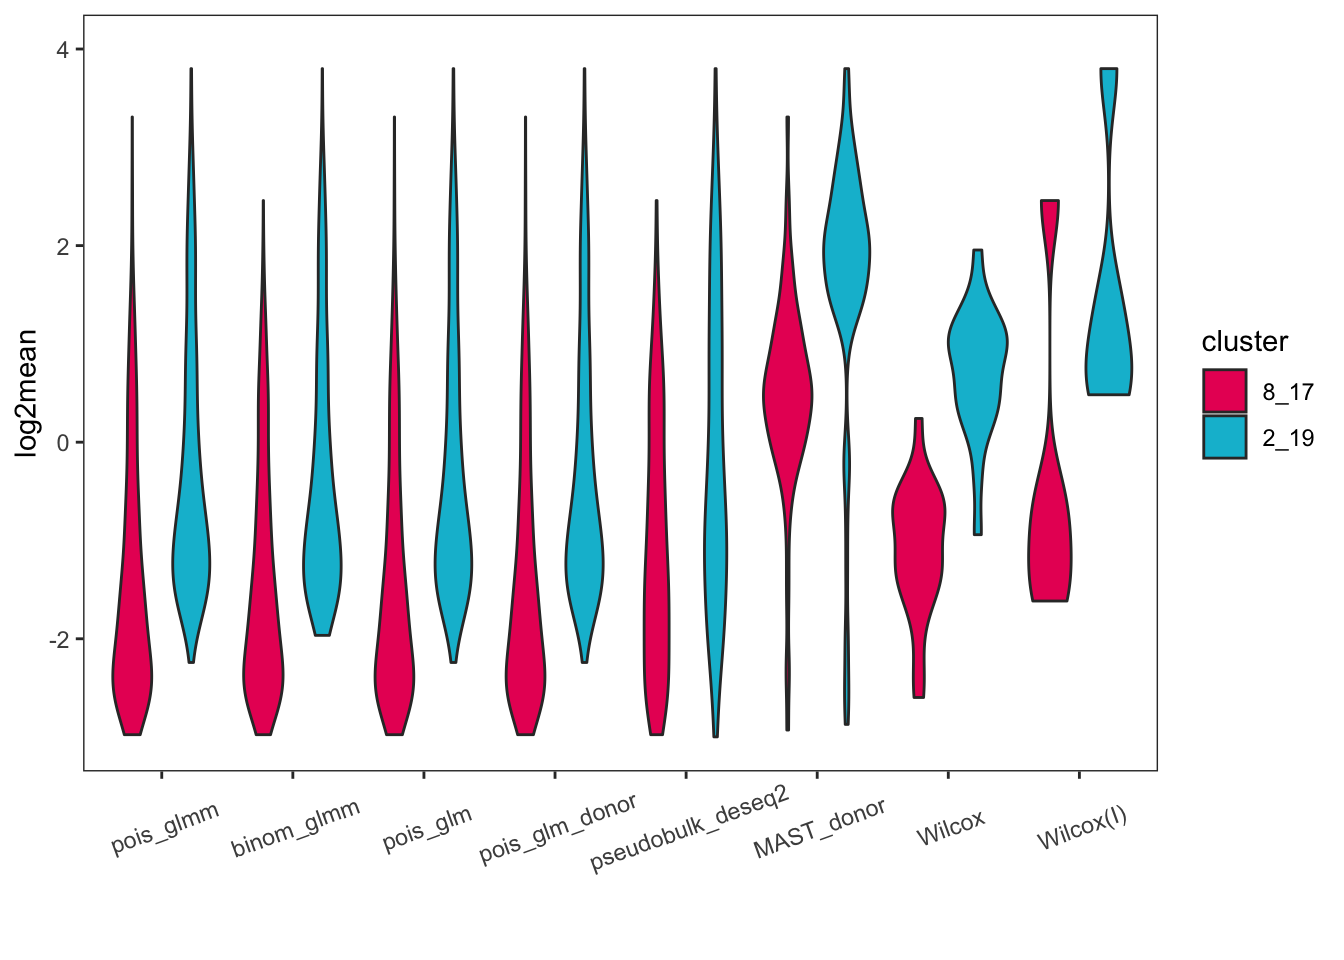 log2mean
4
2
0
-2
pois_glmm
binom_glmm
pois_glm
pois_glm_donor
pseudobulk_deseq2
MAST_donor
Wilcox
Wilcox(l)
cluster
8_17
2_19